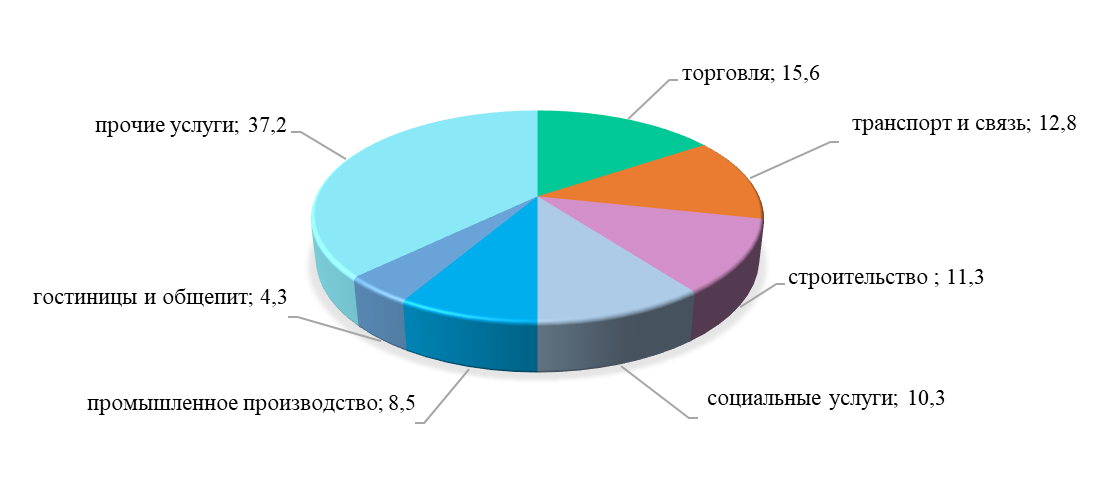 торговля; 15,6
транспорт и связь; 12,8
прочие услуги; 37,2
строительство ; 11,3
гостиницы и общепит; 4,3
социальные услуги; 10,3
промышленное производство; 8,5